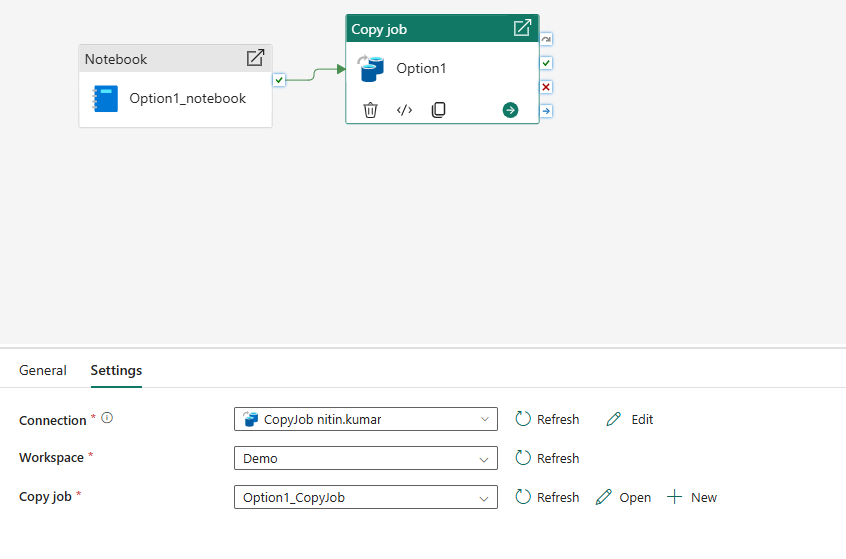 Copy job
Notebook
Option1
Option1_notebook
</>
General Settings
Connection * CopyJob nitin.kumar Refresh Edit
Workspace * Demo Refresh
Copy job * Option1_CopyJob Refresh Open New